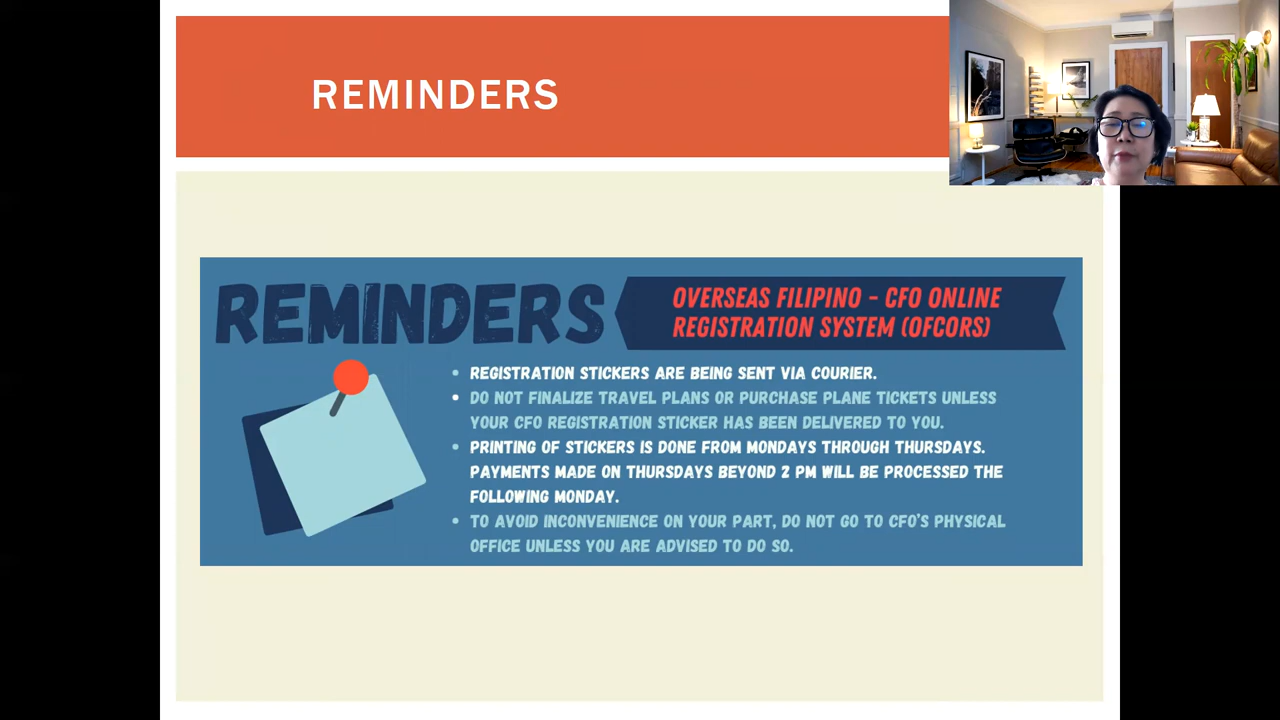 REMINDERS
REMINDERS
OVERSEAS FILIPINO - CFO ONLINE
REGISTRATION SYSTEM (OFCORS)
• REGISTRATION STICKERS ARE BEING SENT VIA COURIER.
• DO NOT FINALIZE TRAVEL PLANS OR PURCHASE PLANE TICKETS UNLESS
YOUR CFO REGISTRATION STICKER HAS BEEN DELIVERED TO YOU.
• PRINTING OF STICKERS IS DONE FROM MONDAYS THROUGH THURSDAYS.
PAYMENTS MADE ON THURSDAYS BEYOND 2 PM WILL BE PROCESSED THE
FOLLOWING MONDAY.
• TO AVOID INCONVENIENCE ON YOUR PART, DO NOT GO TO CFO'S PHYSICAL
OFFICE UNLESS YOU ARE ADVISED TO DO SO.